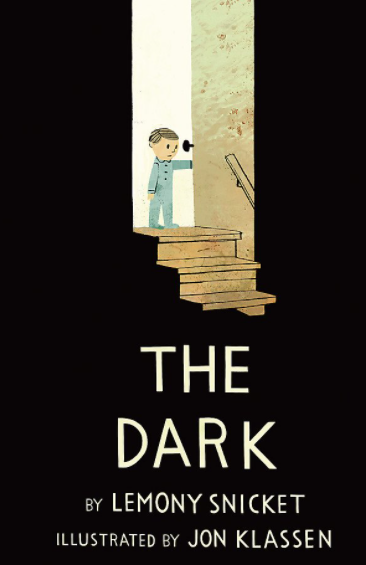 THE
DARK
BY LEMONY SNICKET
ILLUSTRATED BY JON KLASSEN